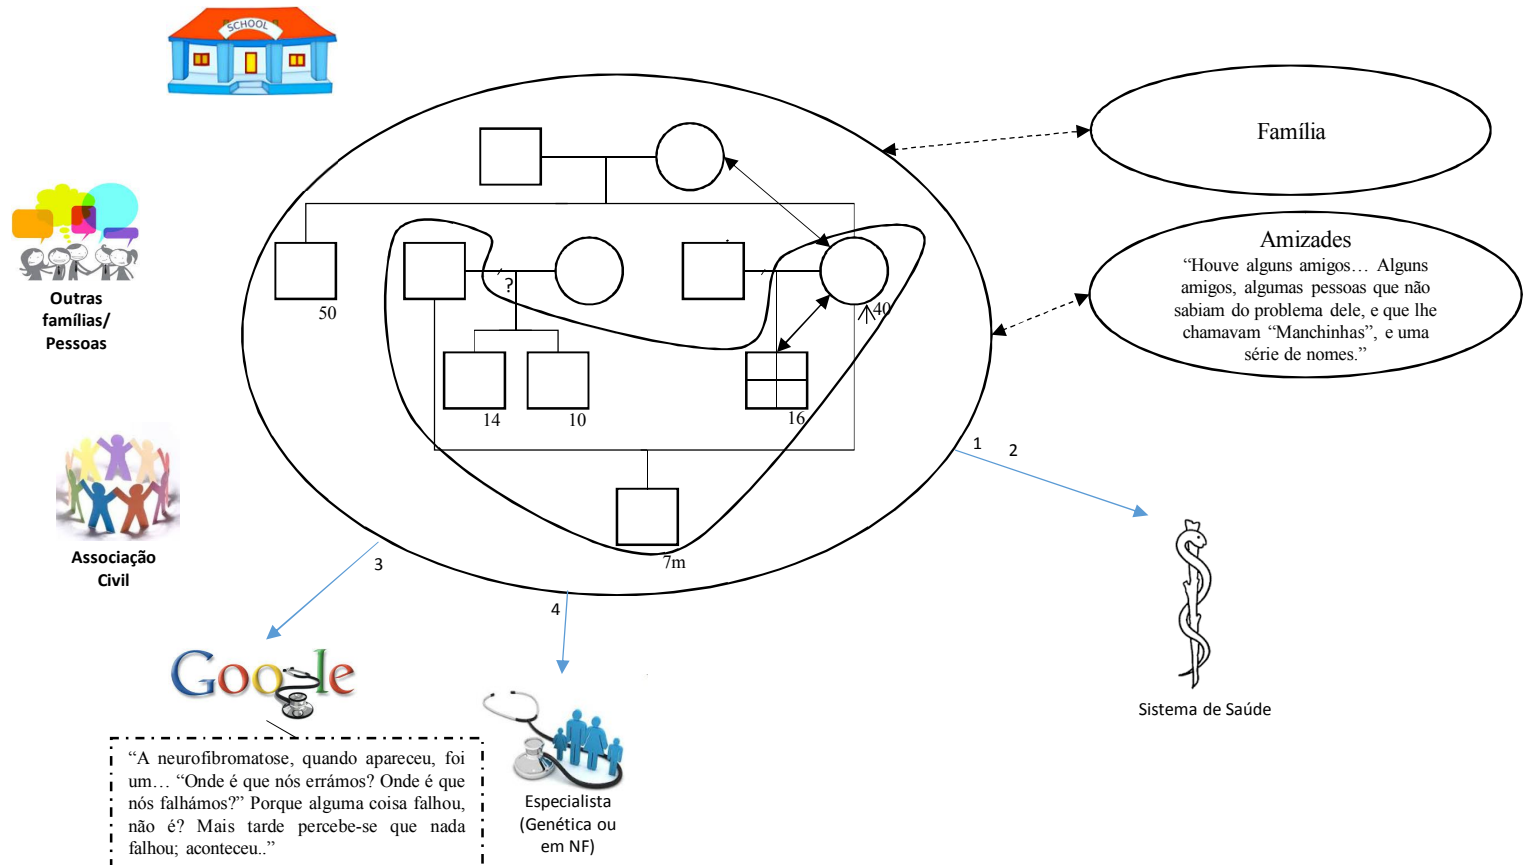 SCHOOL
Família
Amizades
“Houve alguns amigos… Alguns
amigos, algumas pessoas que não
sabiam do problema dele, e que lhe
chamavam “Manchinhas”, e uma
série de nomes.”
Outras
famílias/
Pessoas
50
?
40
14
10
16
7m
1
2
3
4
Associação
Civil
Google
Sistema de Saúde
“A neurofibromatose, quando apareceu, foi
um… “Onde é que nós errámos? Onde é que
nós falhámos?” Porque alguma coisa falhou,
não é? Mais tarde percebe-se que nada
falhou; aconteceu..”
Especialista
(Genética ou
em NF)